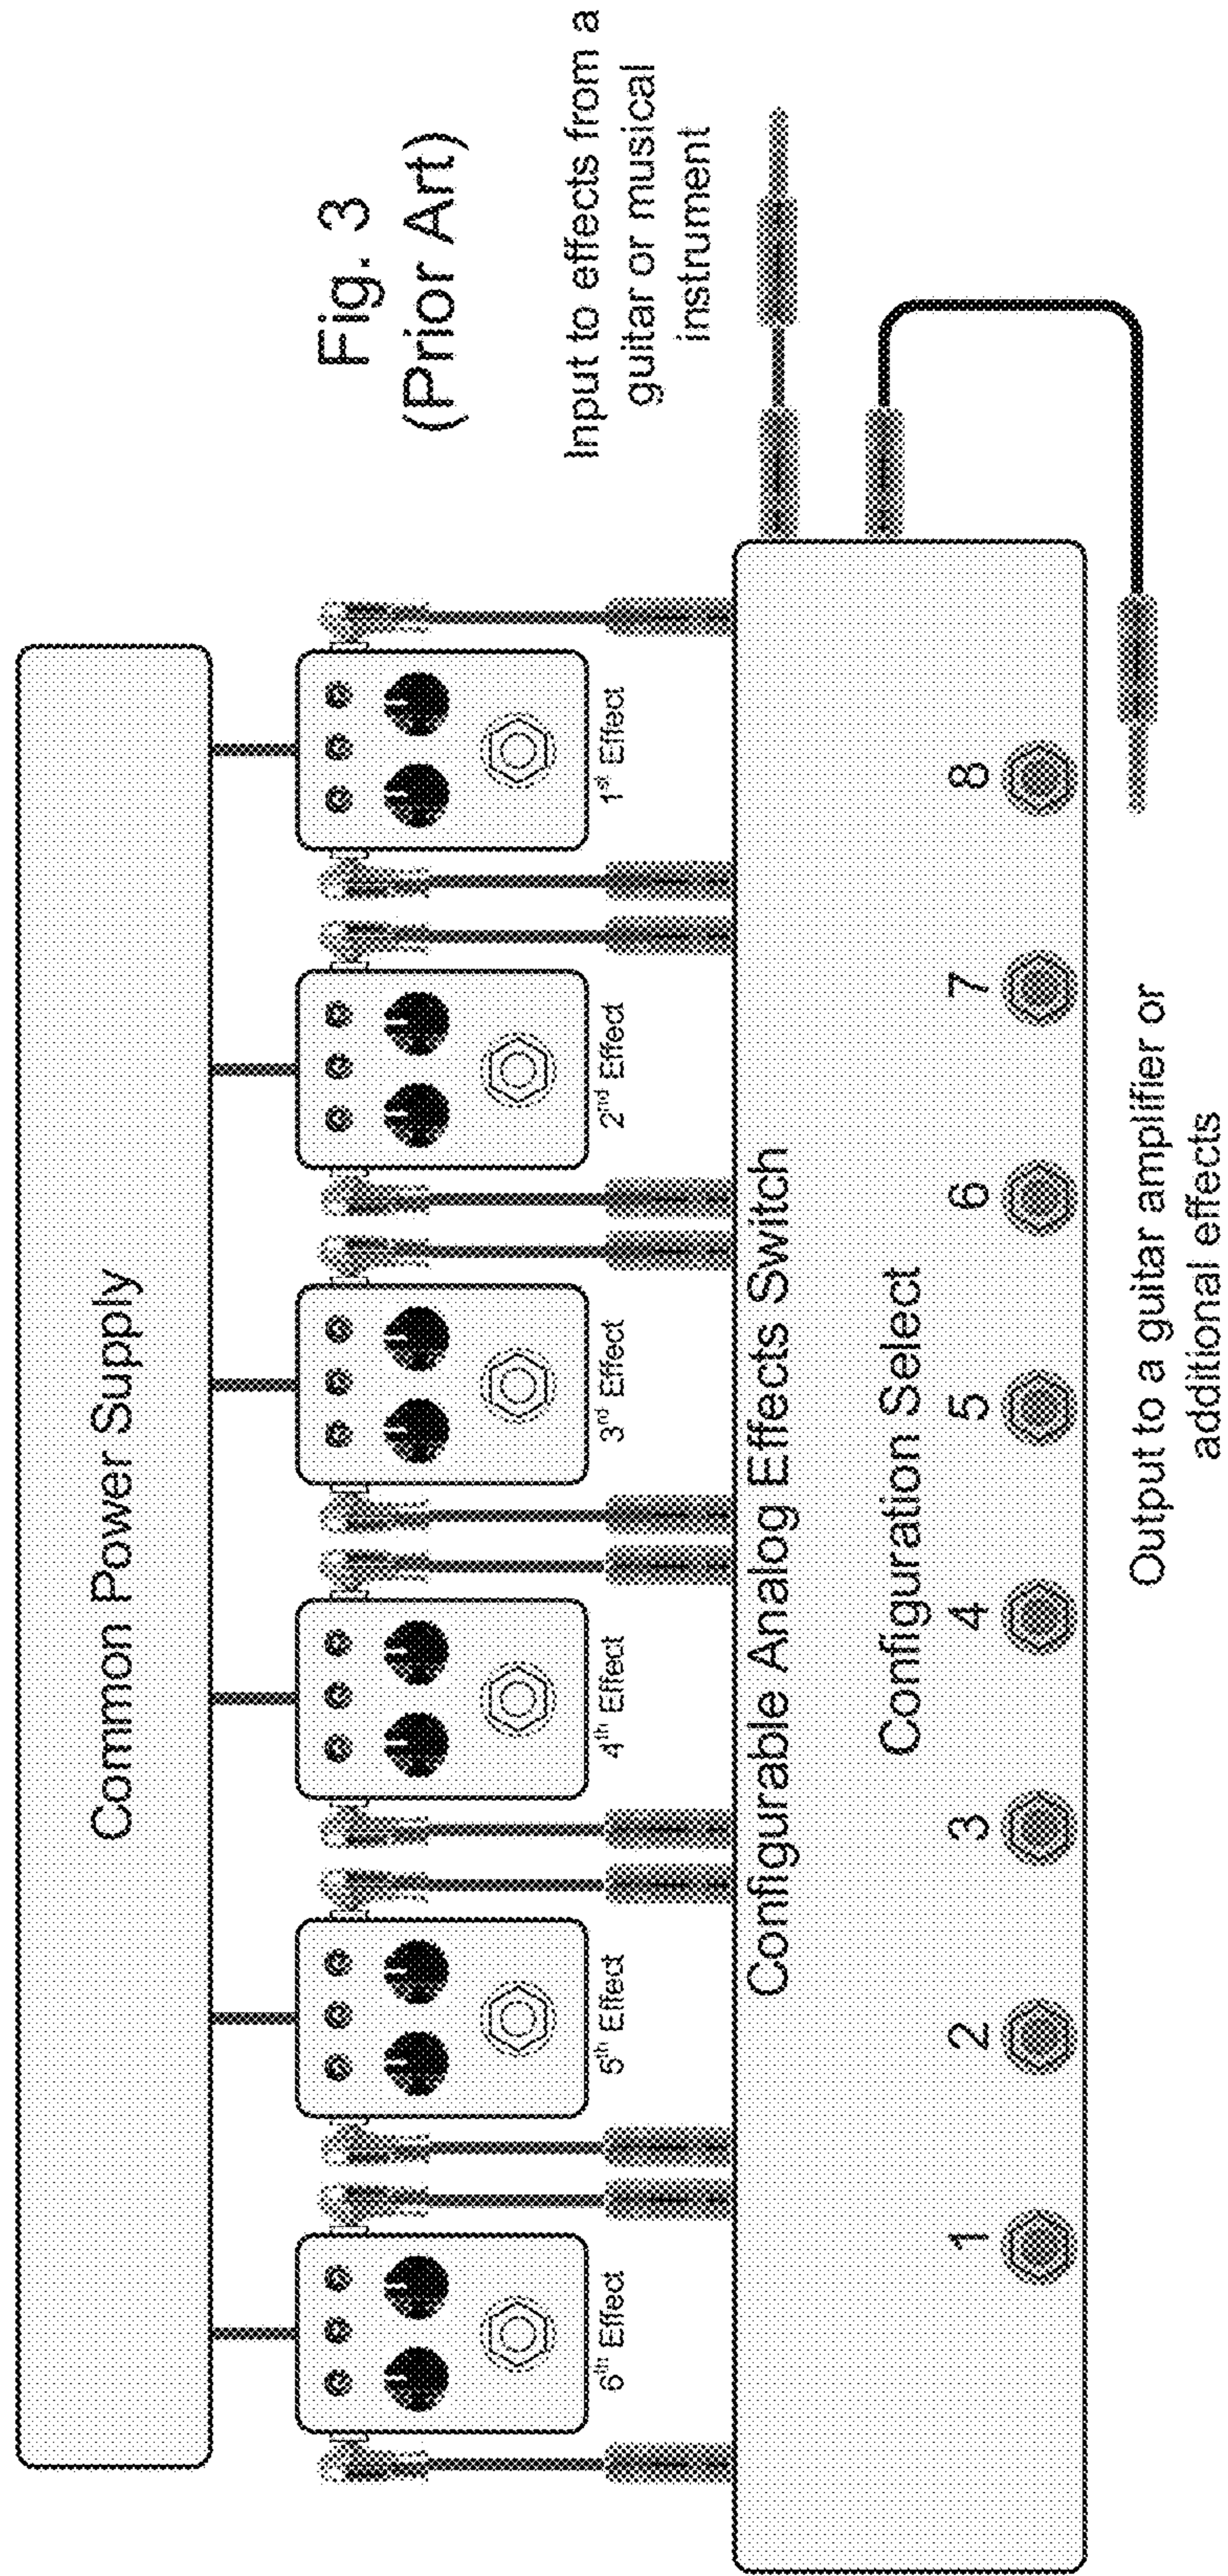 Common Power Supply
Fig. 3
(Prior Art)
6th Effect
5th Effect
4th Effect
3rd Effect
2nd Effect
1st Effect
Input to effects from a
guitar or musical
instrument
Configurable Analog Effects Switch
Configuration Select
1 2 3 4 5 6 7 8
Output to a guitar amplifier or
additional effects